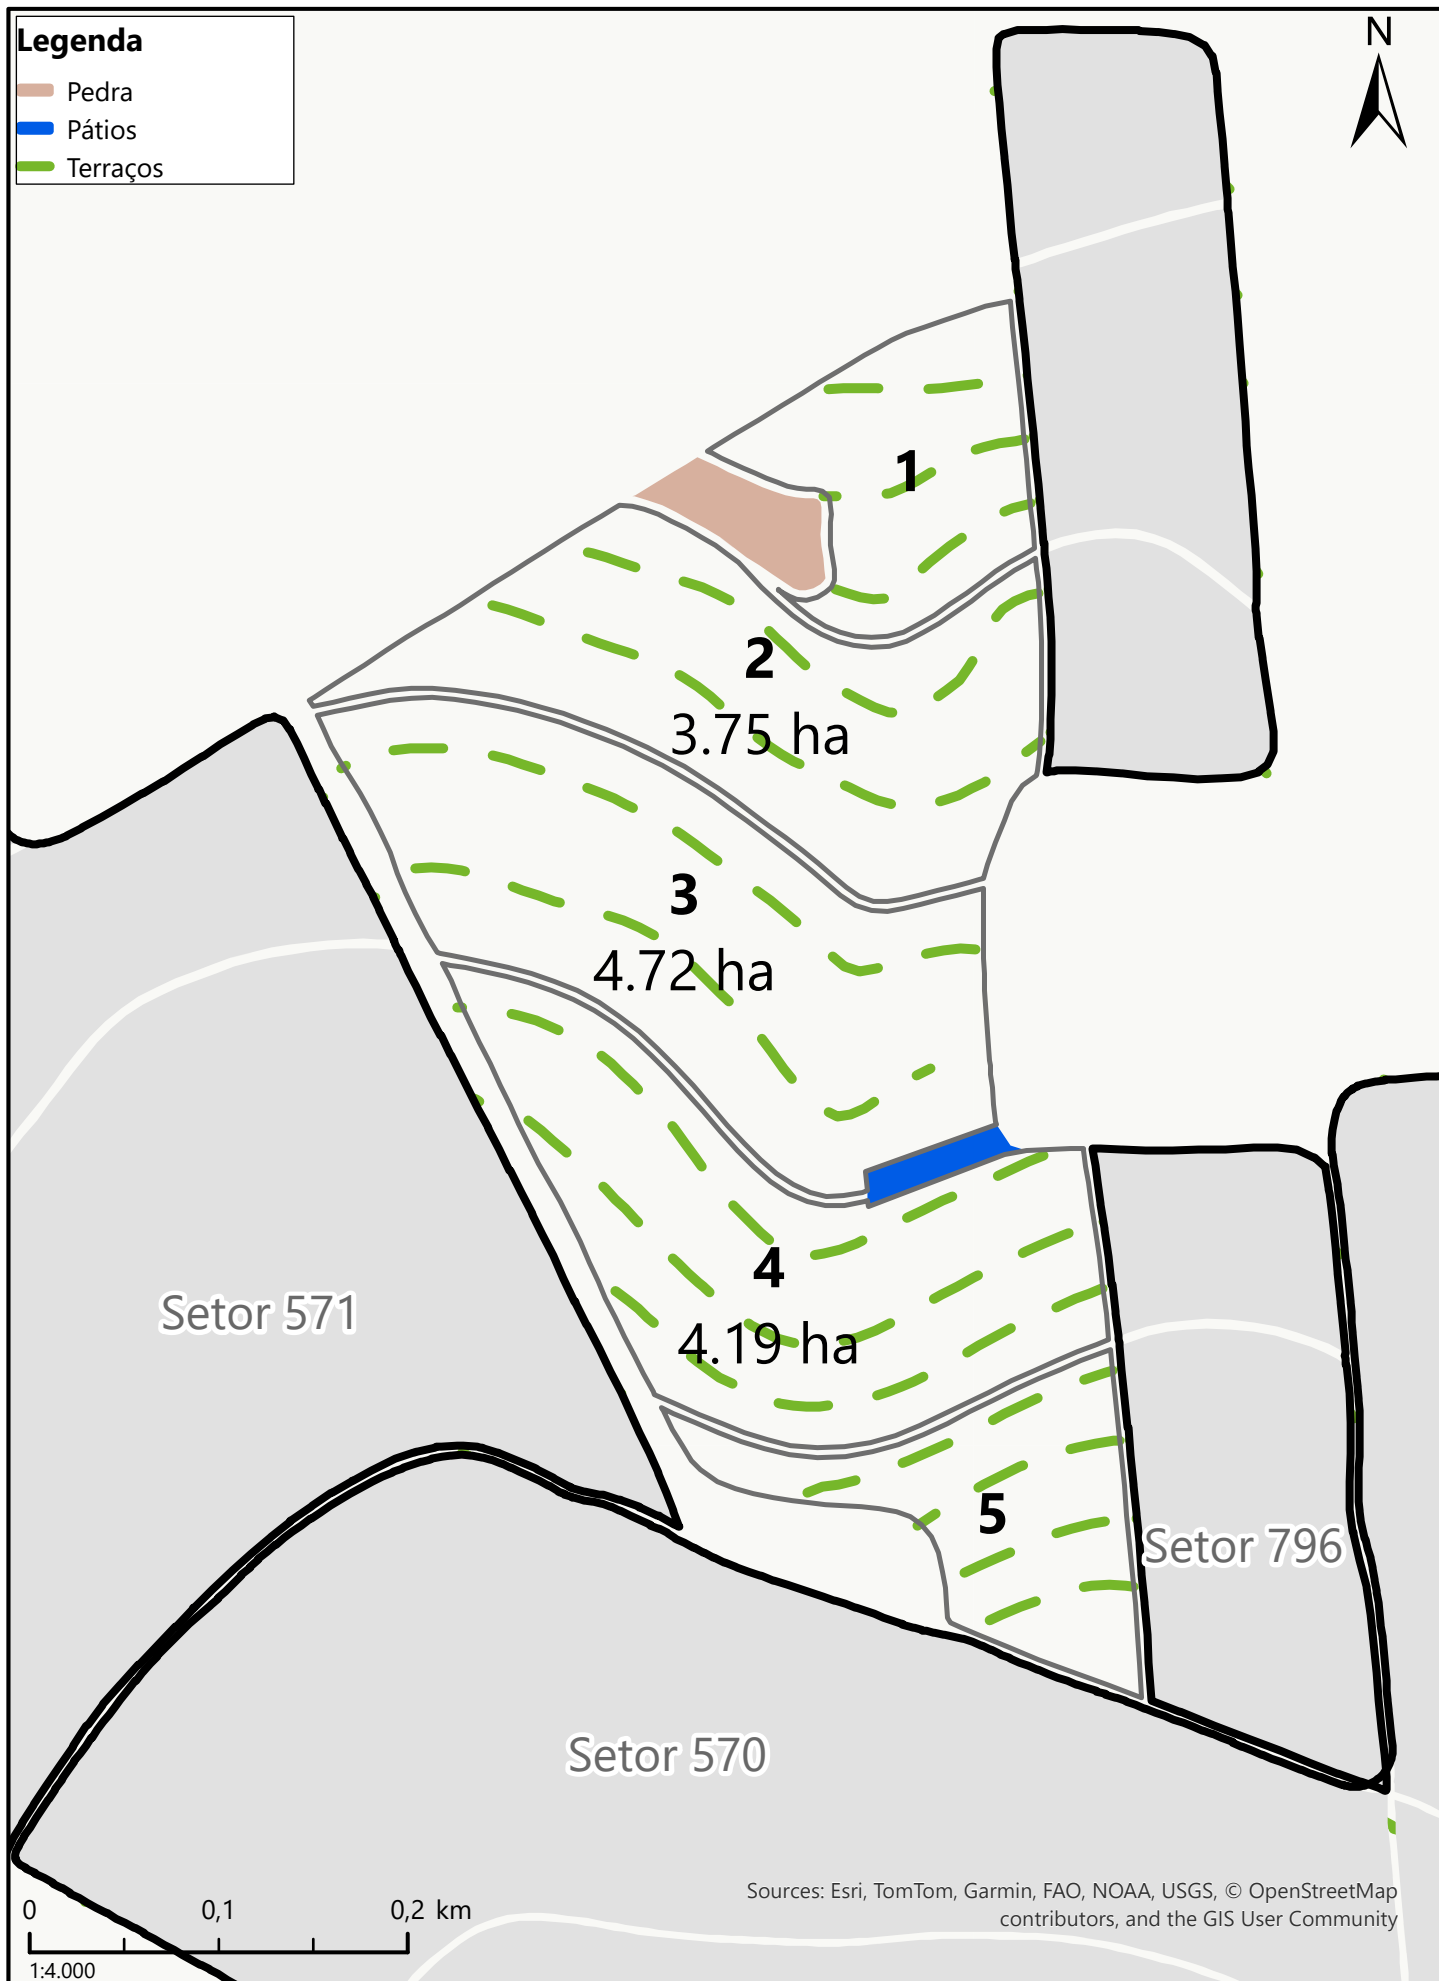 Legenda
Pedra
Pátios
Terraços
N
1
2
3.75 ha
3
4.72 ha
4
4.19 ha
Setor 571
5
Setor 796
Setor 570
Sources: Esri, TomTom, Garmin, FAO, NOAA, USGS, © OpenStreetMap
contributors, and the GIS User Community
0 0,1 0,2 km
1:4.000